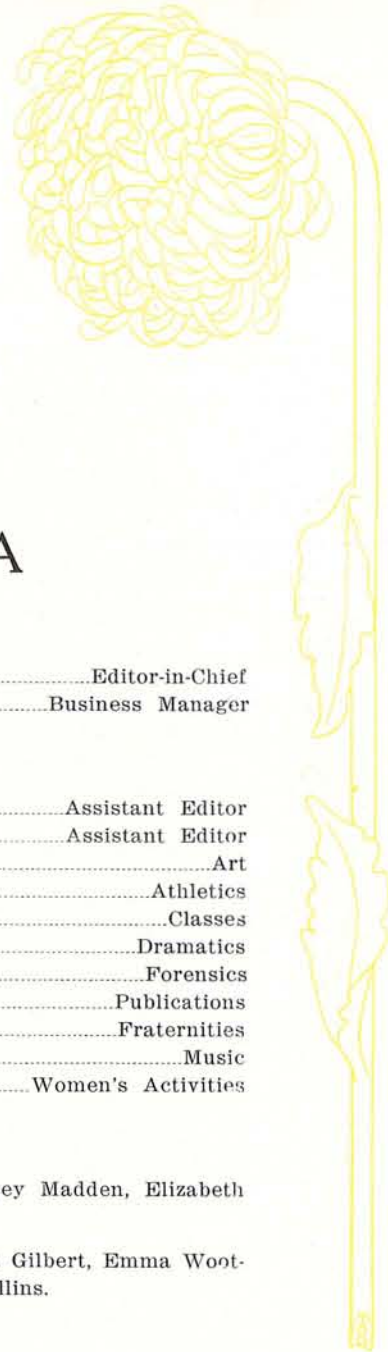 A
Editor-in-Chief
Business Manager
Assistant Editor
Assistant Editor
Art
Athletics
Classes
Dramatics
Forensics
Publications
Fraternities
Music
Women's Activities
ey Madden, Elizabeth
Gilbert, Emma Woot-
llins.